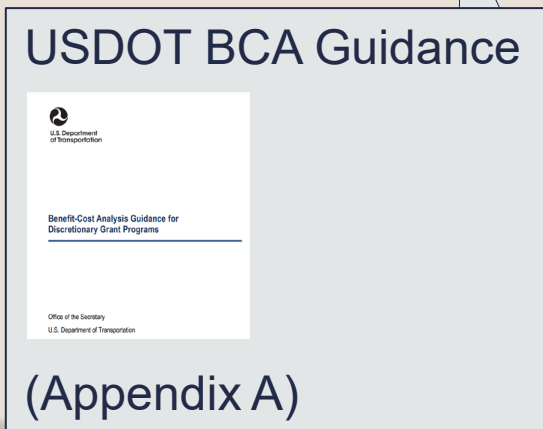 USDOT BCA Guidance
U.S. Department
of Transportation
Benefit-Cost Analysis Guidance for
Discretionary Grant Programs
Office of the Secretary
U.S. Department of Transportation
(Appendix A)